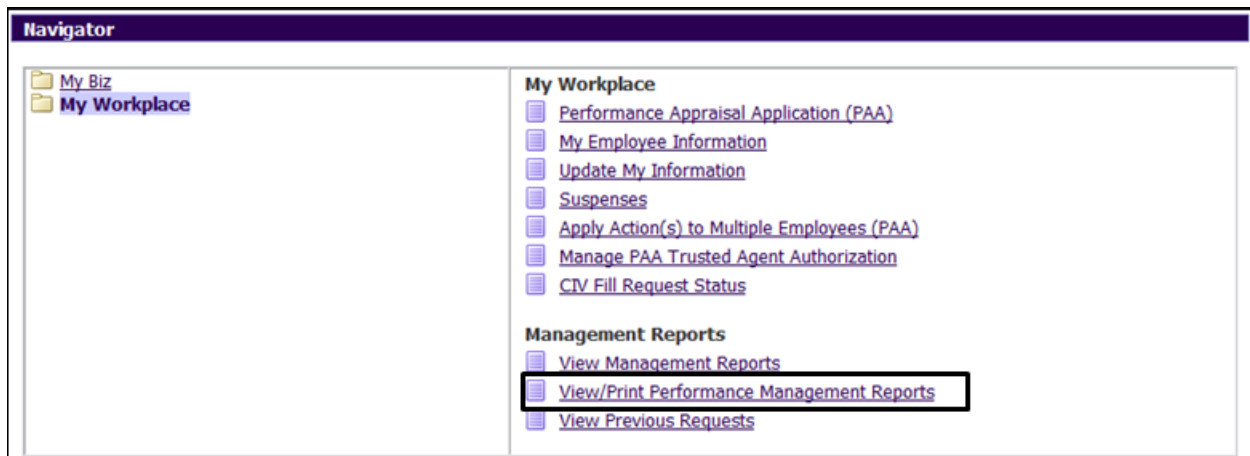 Navigator
My Biz
My Workplace
My Workplace
Performance Appraisal Application (PAA)
My Employee Information
Update My Information
Suspenses
Apply Action(s) to Multiple Employees (PAA)
Manage PAA Trusted Agent Authorization
CIV Fill Request Status
Management Reports
View Management Reports
View/Print Performance Management Reports
View Previous Requests